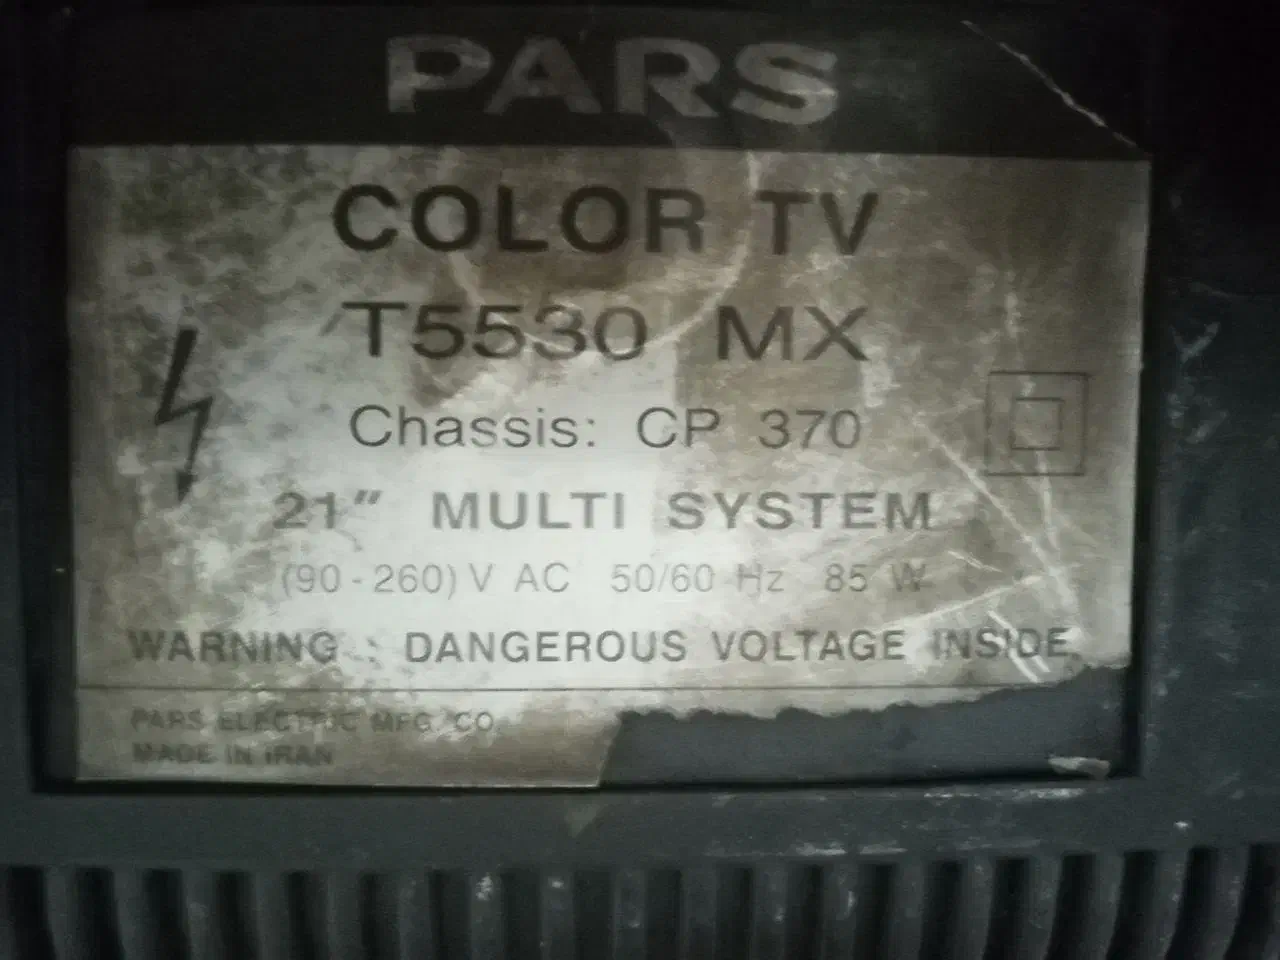 PARS
COLOR TV
T5530 MX
Chassis: CP 370
21" MULTI SYSTEM
(90 - 260) V AC 50/60 Hz 85 W
WARNING : DANGEROUS VOLTAGE INSIDE
PARS ELECTRIC MFG. CO.
MADE IN IRAN